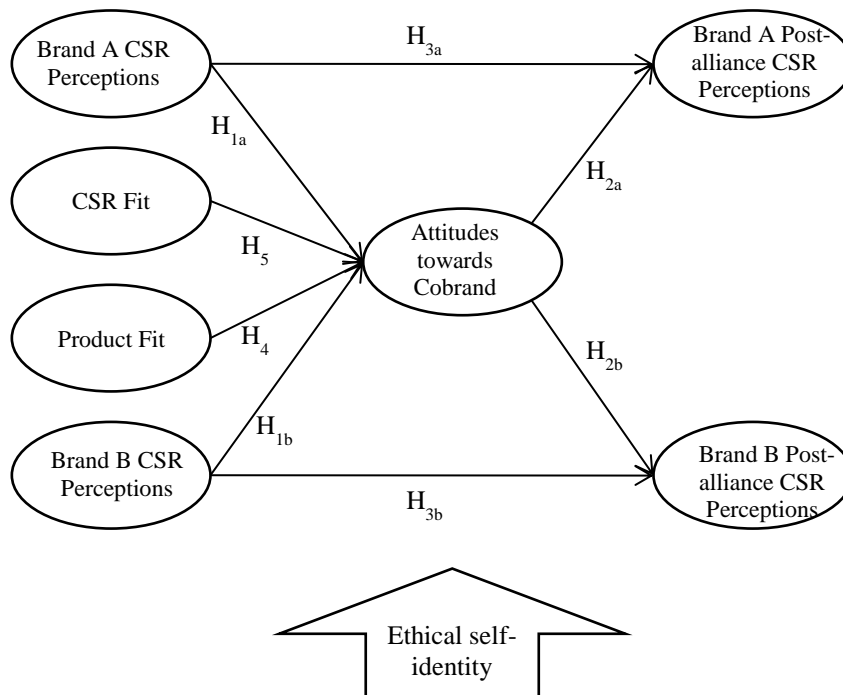 Brand A CSR
Perceptions
H3a
Brand A Post-
alliance CSR
Perceptions
H1a
H2a
CSR Fit
H5
Attitudes
towards
Cobrand
Product Fit
H4
H2b
H1b
Brand B CSR
Perceptions
H3b
Brand B Post-
alliance CSR
Perceptions
Ethical self-
identity